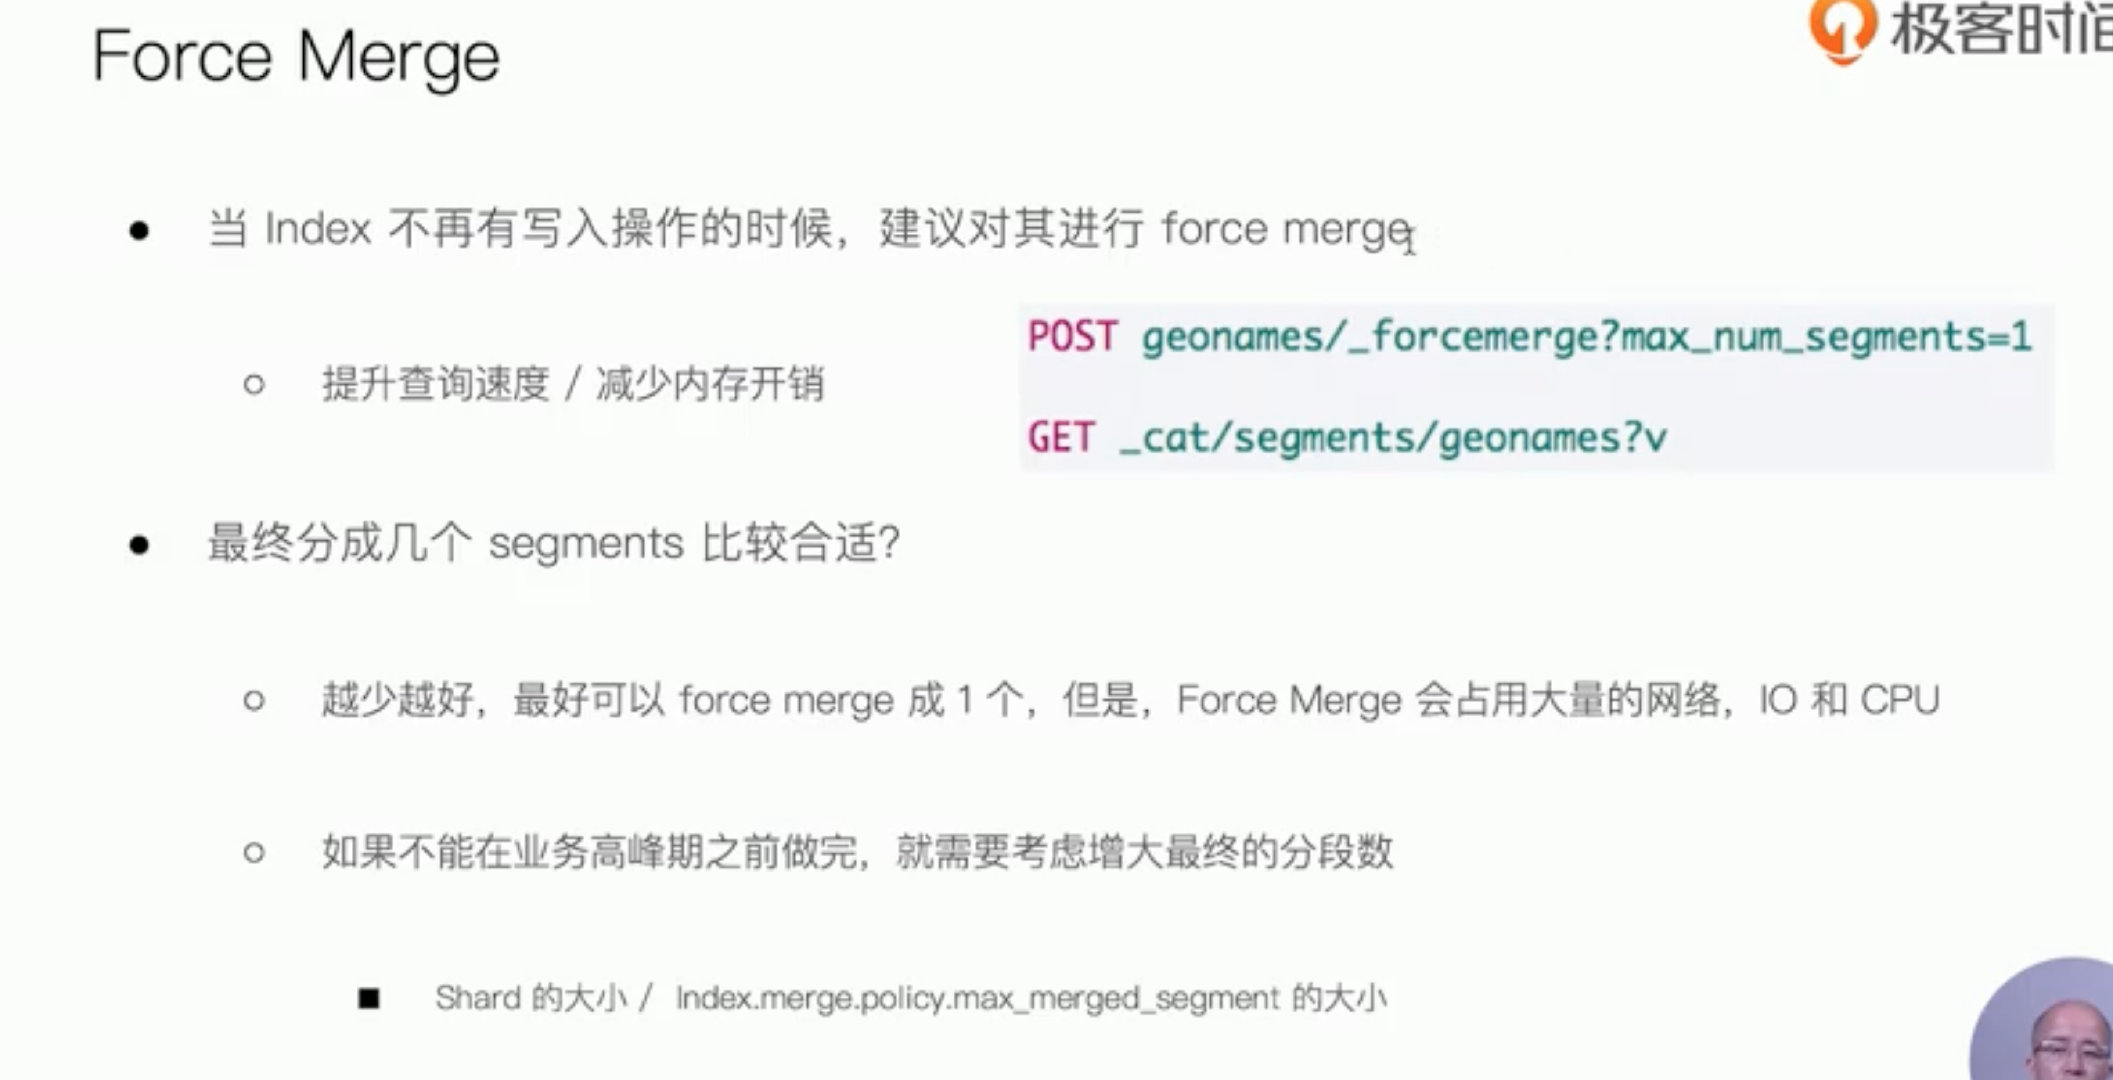 Force Merge
极客时间
当 Index 不再有写入操作的时候，建议对其进行 force merge
提升查询速度 / 减少内存开销
POST geonames/_forcemerge?max_num_segments=1
GET _cat/segments/geonames?v
最终分成几个 segments 比较合适？
越少越好，最好可以 force merge 成 1 个，但是，Force Merge 会占用大量的网络，IO 和 CPU
如果不能在业务高峰期之前做完，就需要考虑增大最终的分段数
Shard 的大小 / Index.merge.policy.max_merged_segment 的大小